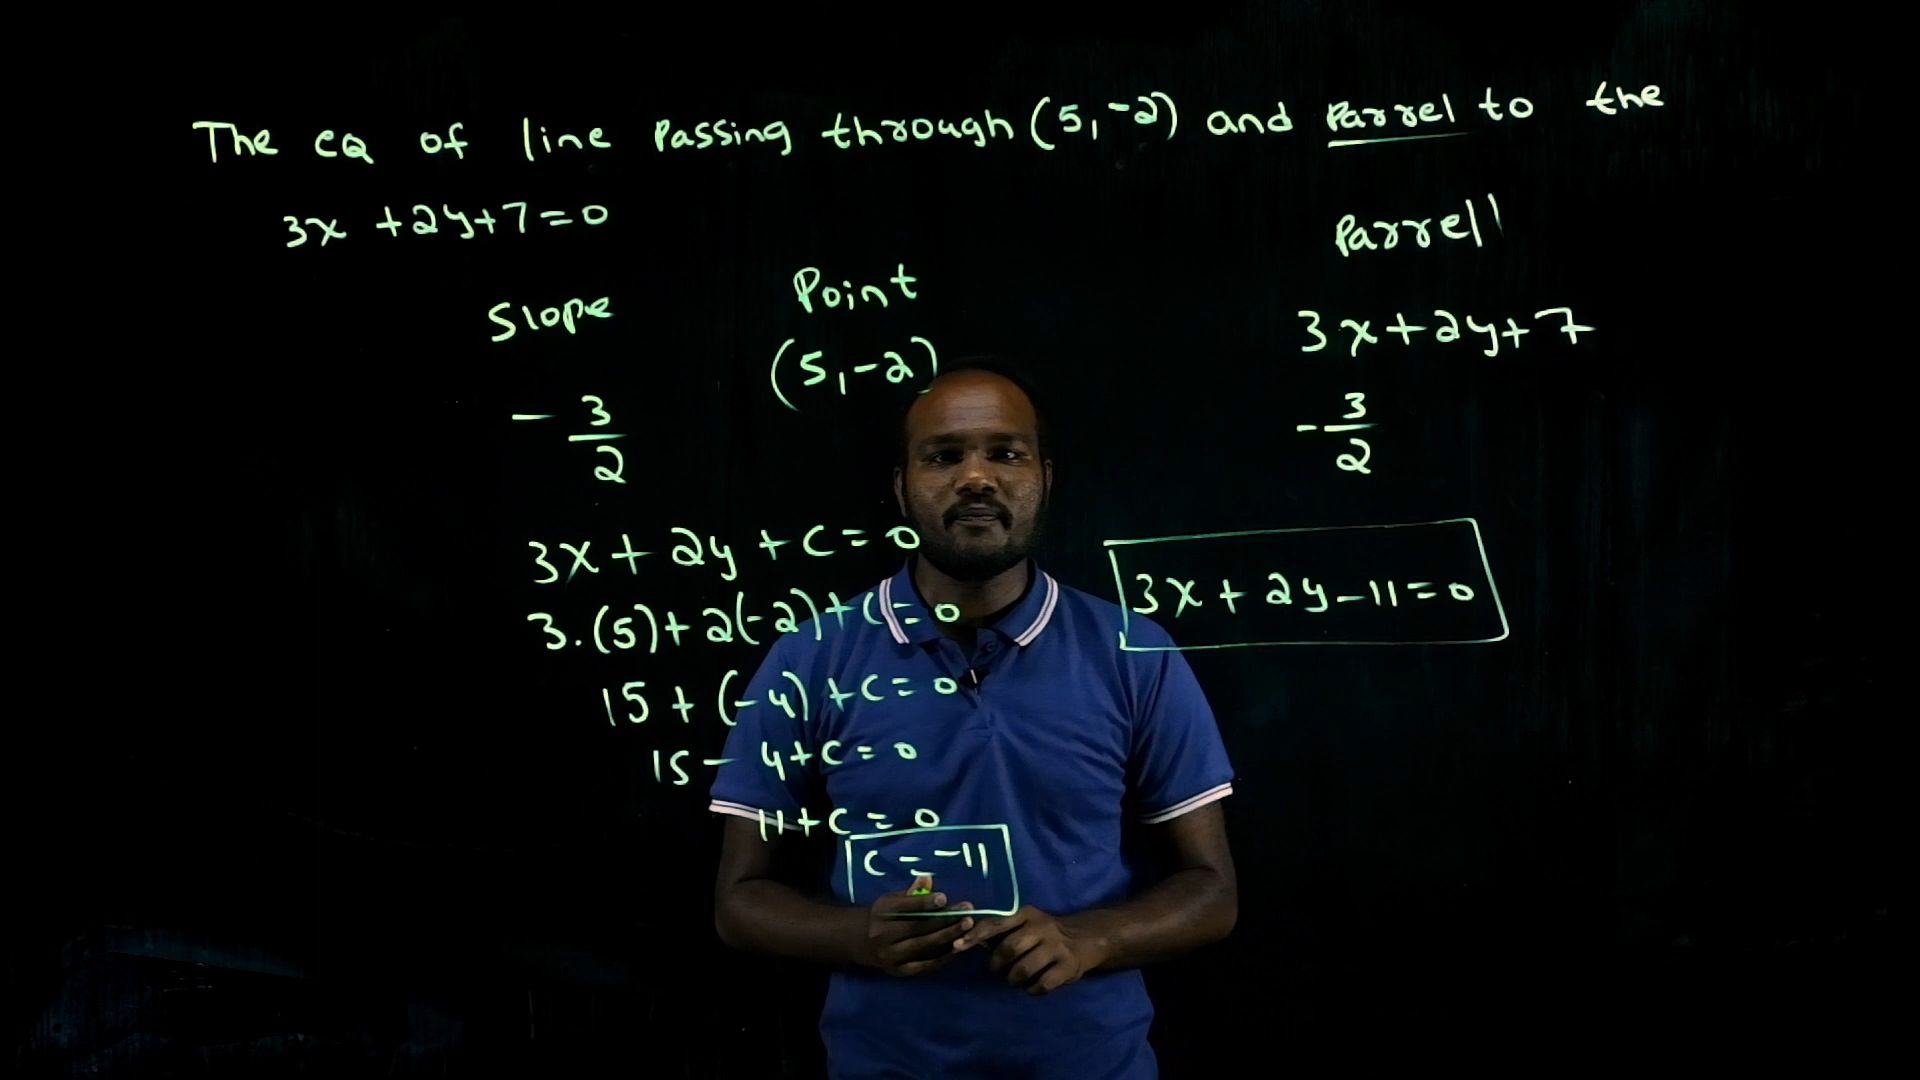 The eq of line Passing through (5, -2) and Parrel to the
3x +2y+7=0
Slope
Point
Parrell
(5, -2)
3x+2y+7
- 3/2
- 3/2
3x + 2y + c = 0
3.(5)+2(-2)+c=0
15 + (-4) +c= 0
15 - 4+c= 0
11+c = 0
c = -11
3x + 2y -11=0